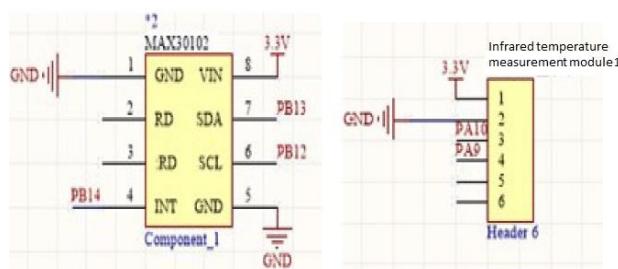 *2
MAX30102
GND 1 GND VIN 8 3.3V
2 RD SDA 7 PB13
3 RD SCL 6 PB12
PB14 4 INT GND 5
Component_1
GND
Infrared temperature
measurement module1
3.3V
1
GND 2
PA10 3
PA9 4
5
6
Header 6